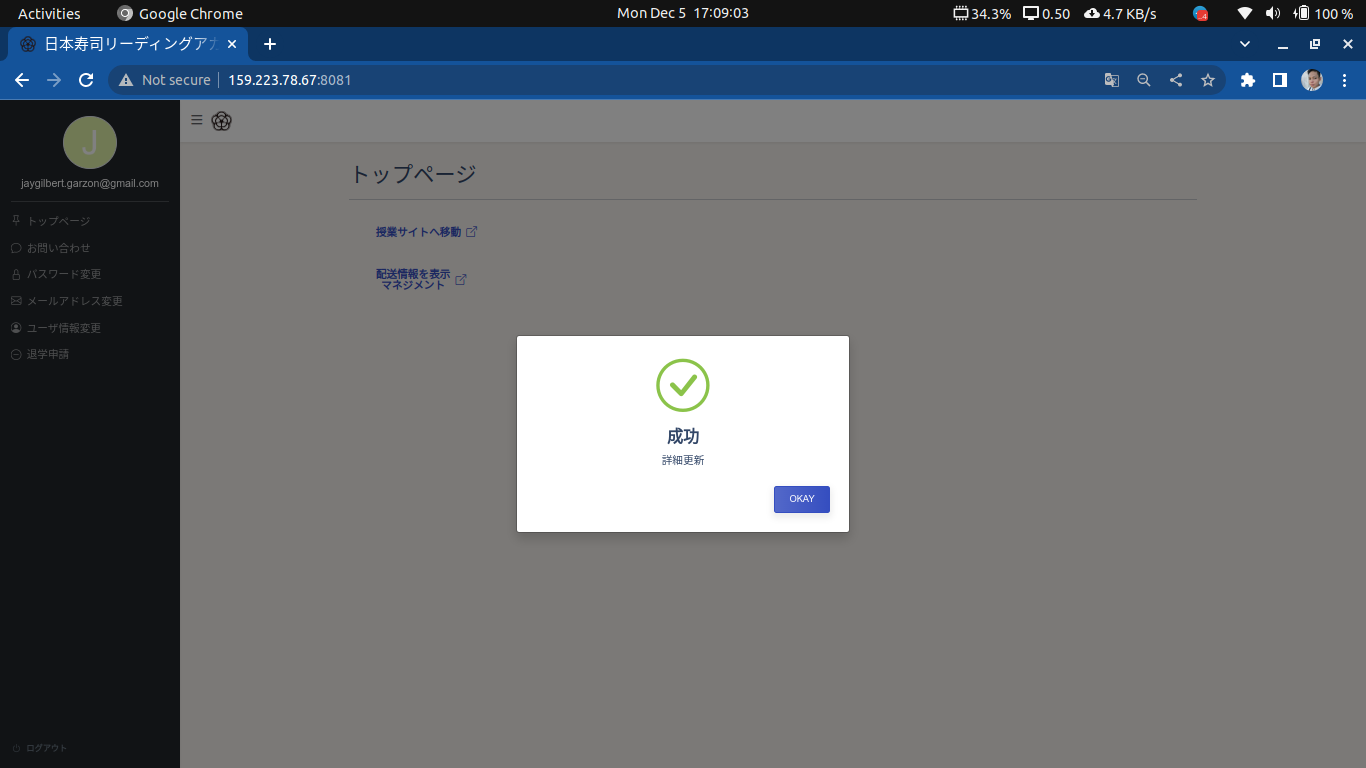 Activities
Google Chrome
Mon Dec 5 17:09:03
34.3%
0.50
4.7 KB/s
100 %
日本寿司リーディングアカ
Not secure
159.223.78.67:8081
J
jaygilbert.garzon@gmail.com
トップページ
お問い合わせ
パスワード変更
メールアドレス変更
ユーザ情報変更
退学申請
ログアウト
トップページ
授業サイトへ移動
配送情報を表示
マネジメント
成功
詳細更新
OKAY